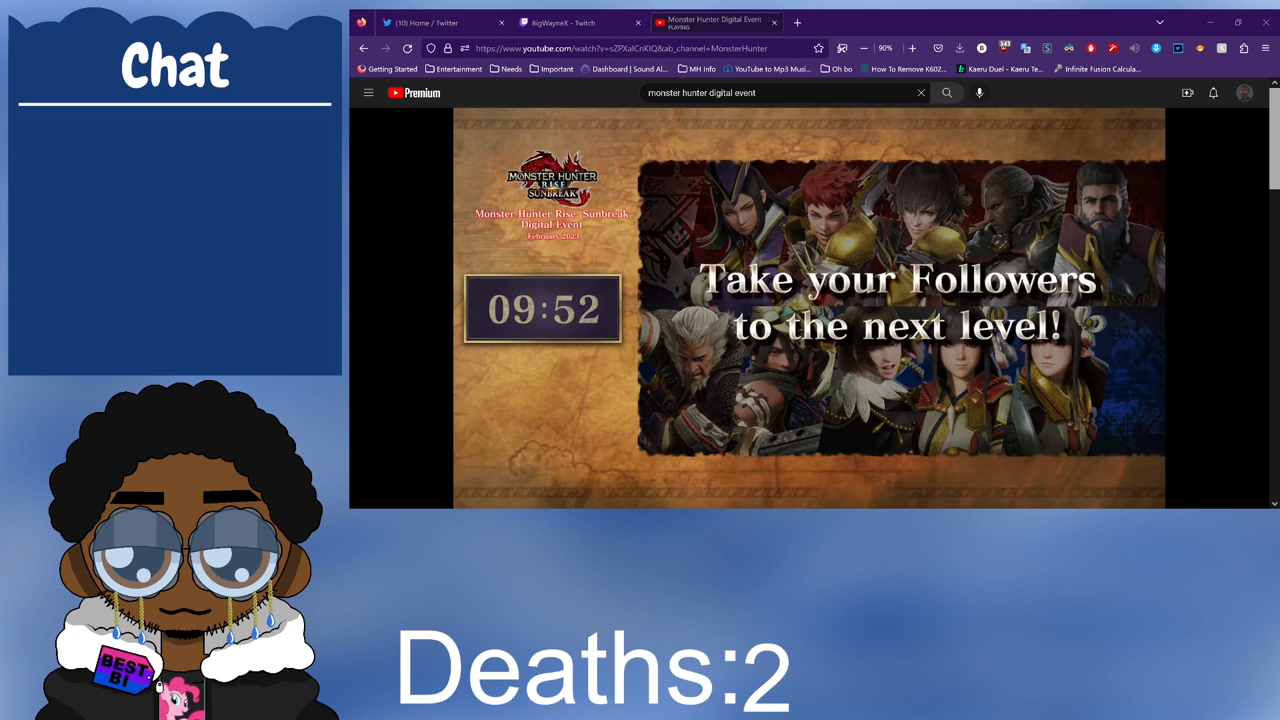 Chat
(10) Home / Twitter
BigWayneX - Twitch
Monster Hunter Digital Event
PLAYING
https://www.youtube.com/watch?v=sZPXalCnKIQ&ab_channel=MonsterHunter
90%
343
Getting Started
Entertainment
Needs
Important
Dashboard | Sound Al...
MH Info
YouTube to Mp3 Musi...
Oh bo
How To Remove K602...
Kaeru Duel - Kaeru Te...
Infinite Fusion Calcula...
Premium
monster hunter digital event
MONSTER HUNTER
RISE
SUNBREAK
Monster Hunter Rise: Sunbreak
Digital Event
February 2023
09:52
Take your Followers
to the next level!
BEST
BI
Deaths:2